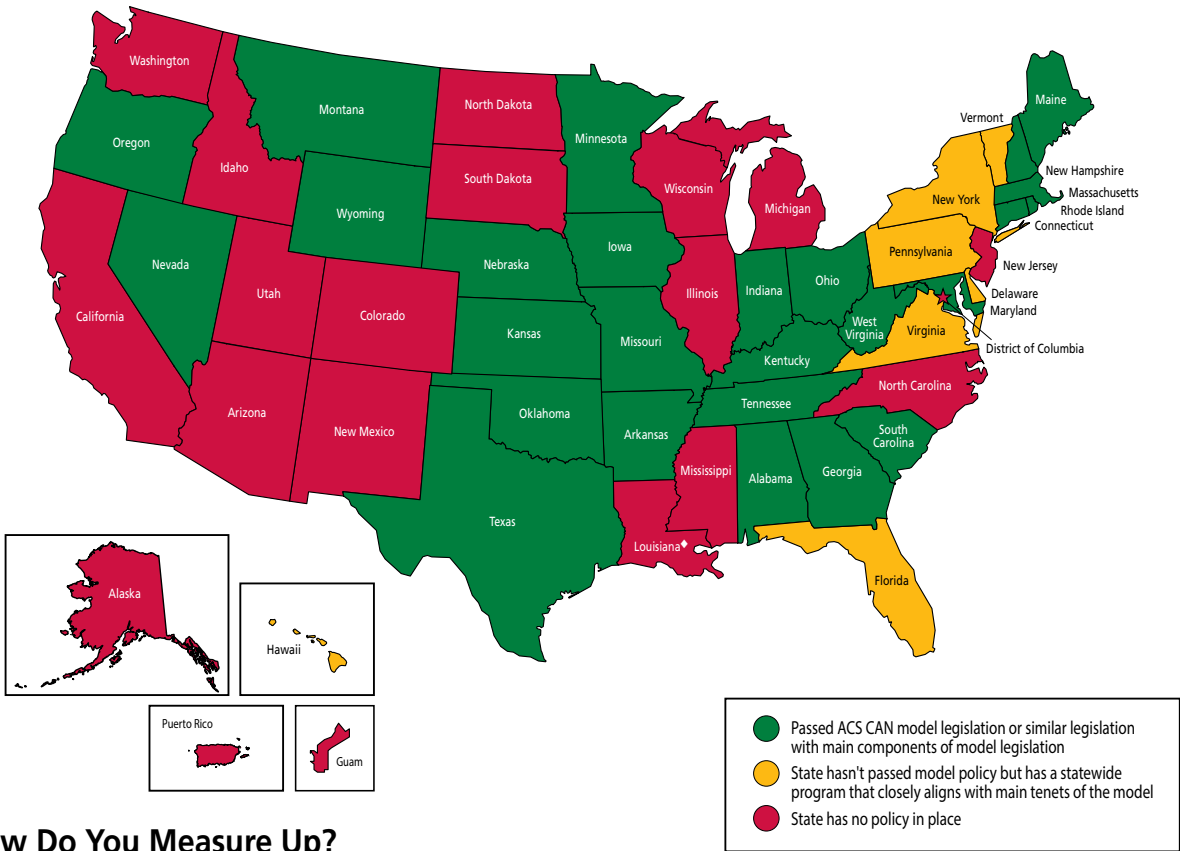 Washington
Oregon
California
Idaho
Nevada
Montana
Wyoming
Utah
Colorado
Arizona
New Mexico
North Dakota
South Dakota
Nebraska
Kansas
Oklahoma
Texas
Minnesota
Iowa
Missouri
Arkansas
Louisiana♦
Wisconsin
Illinois
Michigan
Indiana
Ohio
Kentucky
Tennessee
Mississippi
Alabama
Georgia
Florida
South
Carolina
North Carolina
Virginia
West
Virginia
Pennsylvania
New York
Vermont
Maine
New Hampshire
Massachusetts
Rhode Island
Connecticut
New Jersey
Delaware
Maryland
District of Columbia
Alaska
Hawaii
Puerto Rico
Guam
Passed ACS CAN model legislation or similar legislation
with main components of model legislation
State hasn't passed model policy but has a statewide
program that closely aligns with main tenets of the model
State has no policy in place
w Do You Measure Up?